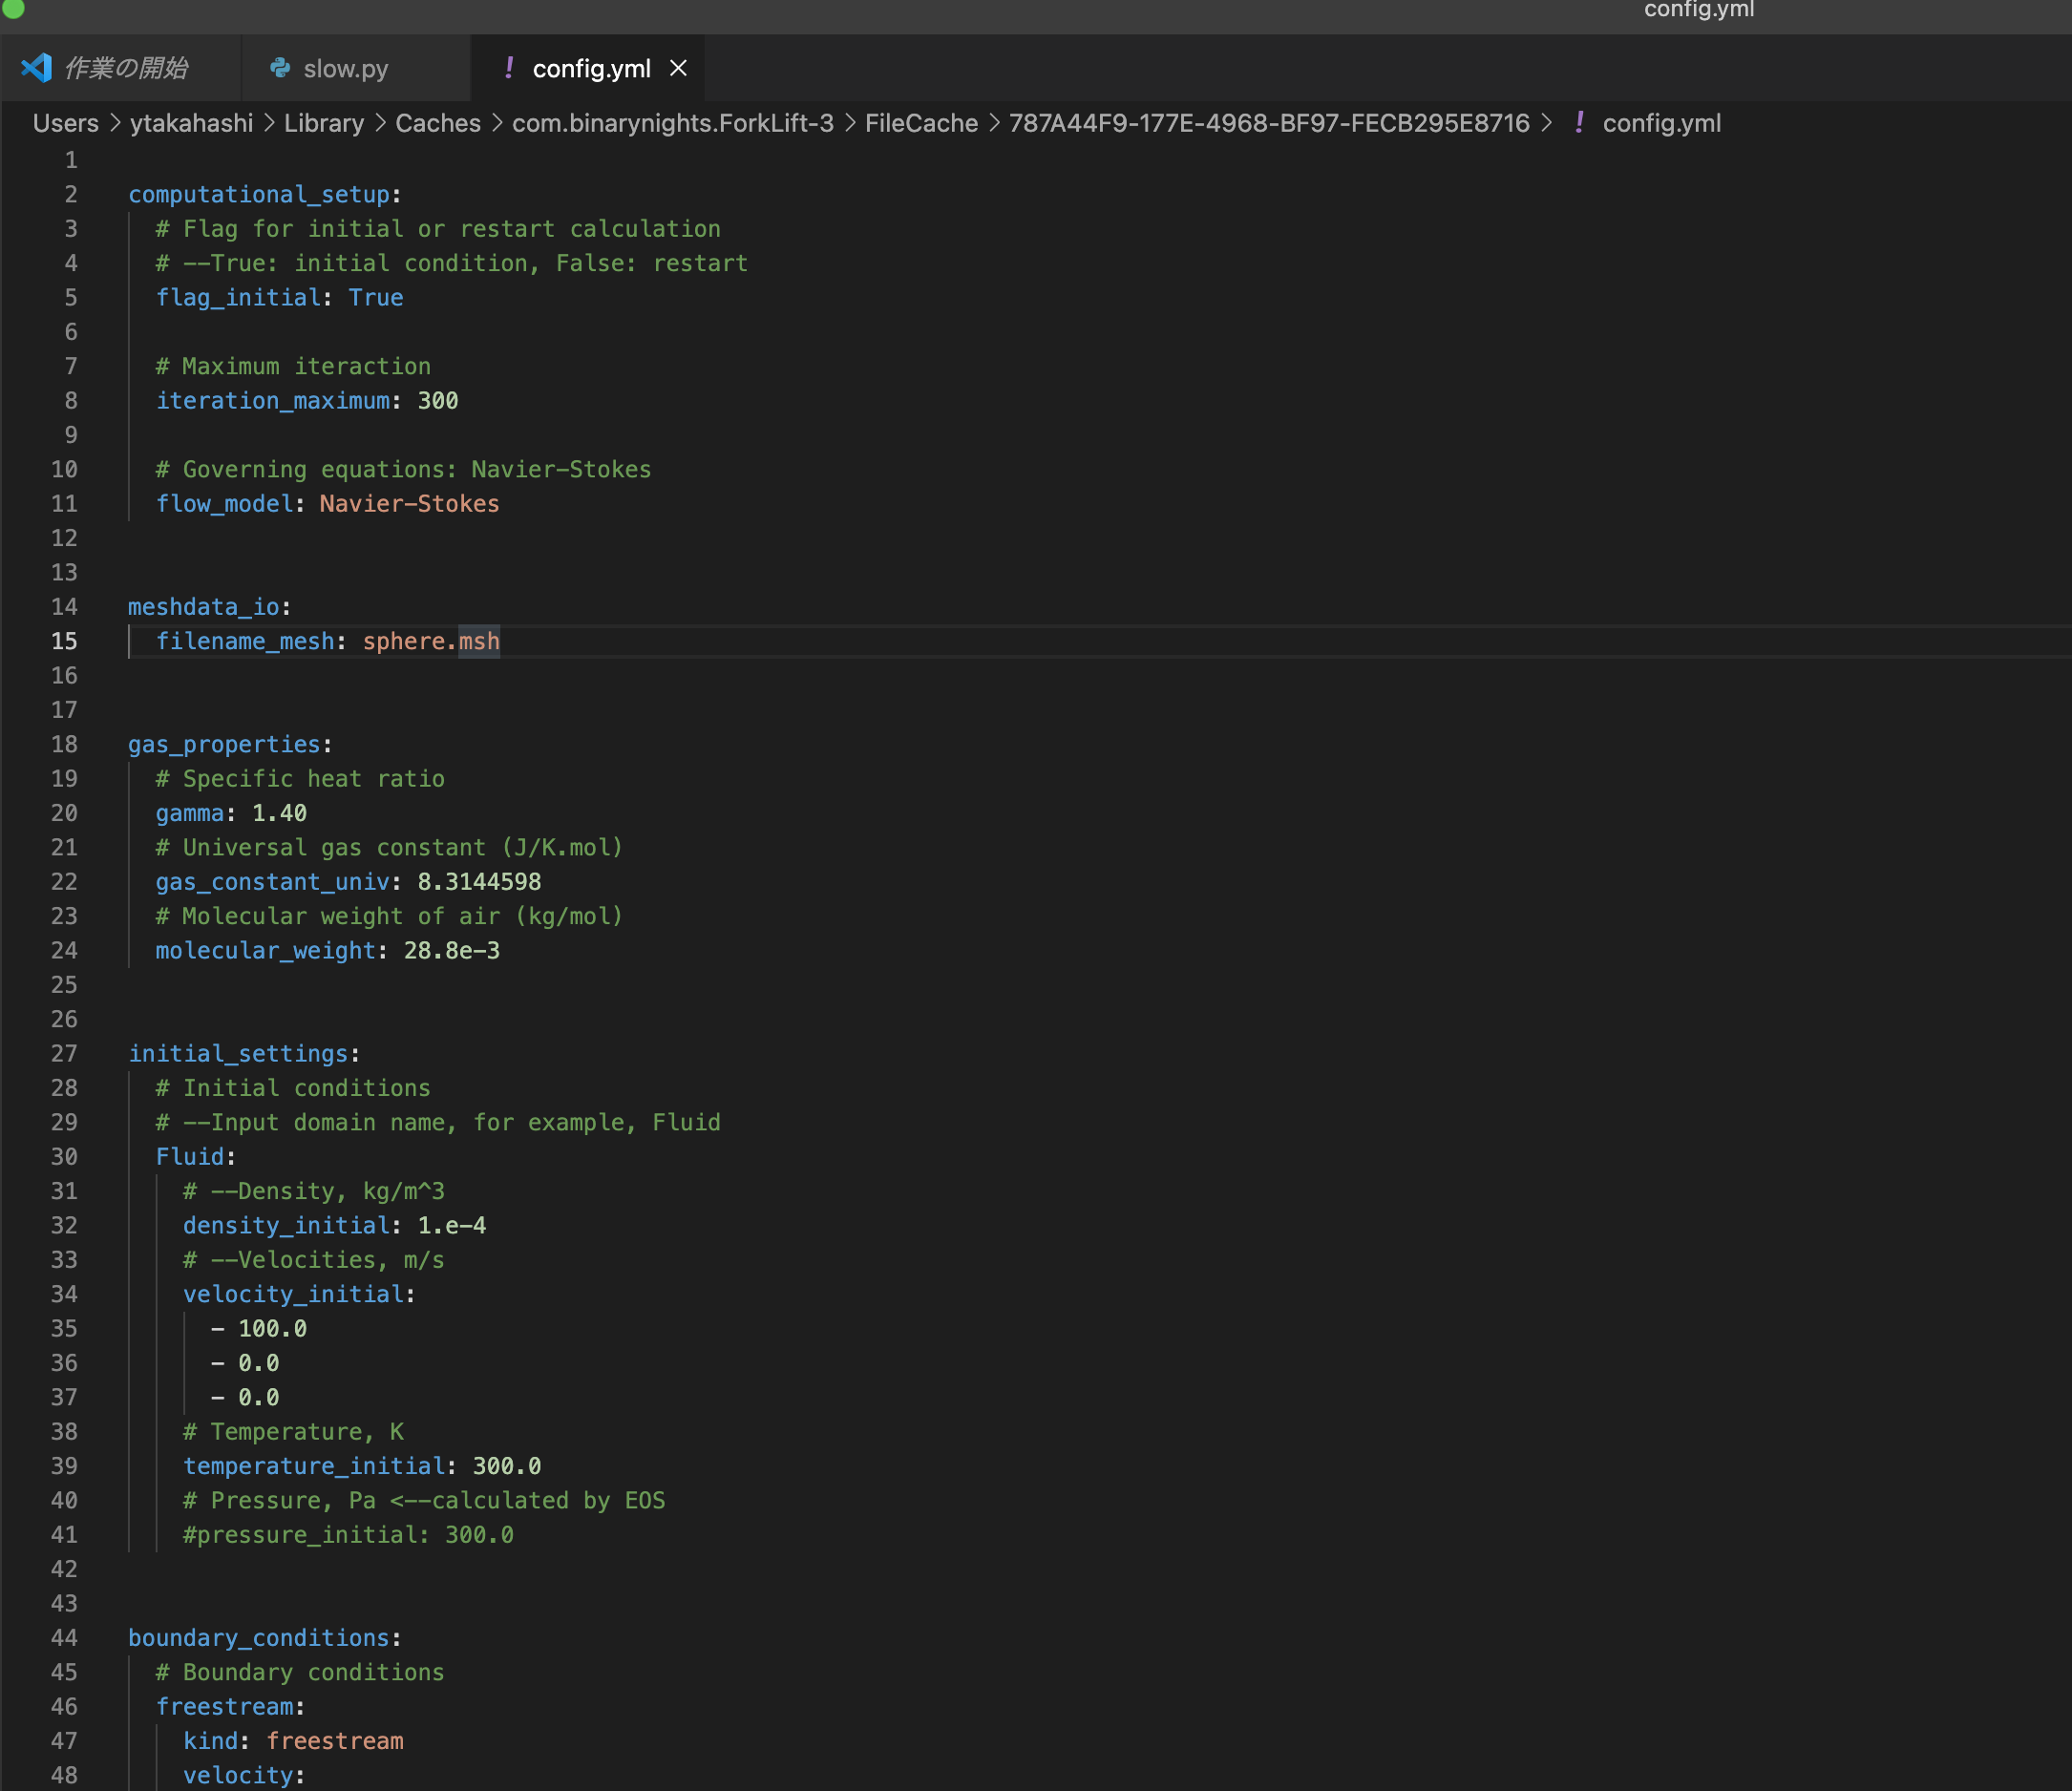 config.yml
作業の開始 slow.py ! config.yml ×
Users > ytakahashi > Library > Caches > com.binarynights.ForkLift-3 > FileCache > 787A44F9-177E-4968-BF97-FECB295E8716 > ! config.yml
1
2 computational_setup:
3 # Flag for initial or restart calculation
4 # --True: initial condition, False: restart
5 flag_initial: True
6
7 # Maximum iteraction
8 iteration_maximum: 300
9
10 # Governing equations: Navier-Stokes
11 flow_model: Navier-Stokes
12
13
14 meshdata_io:
15 filename_mesh: sphere.msh
16
17
18 gas_properties:
19 # Specific heat ratio
20 gamma: 1.40
21 # Universal gas constant (J/K.mol)
22 gas_constant_univ: 8.3144598
23 # Molecular weight of air (kg/mol)
24 molecular_weight: 28.8e-3
25
26
27 initial_settings:
28 # Initial conditions
29 # --Input domain name, for example, Fluid
30 Fluid:
31 # --Density, kg/m^3
32 density_initial: 1.e-4
33 # --Velocities, m/s
34 velocity_initial:
35 - 100.0
36 - 0.0
37 - 0.0
38 # Temperature, K
39 temperature_initial: 300.0
40 # Pressure, Pa <--calculated by EOS
41 #pressure_initial: 300.0
42
43
44 boundary_conditions:
45 # Boundary conditions
46 freestream:
47 kind: freestream
48 velocity: